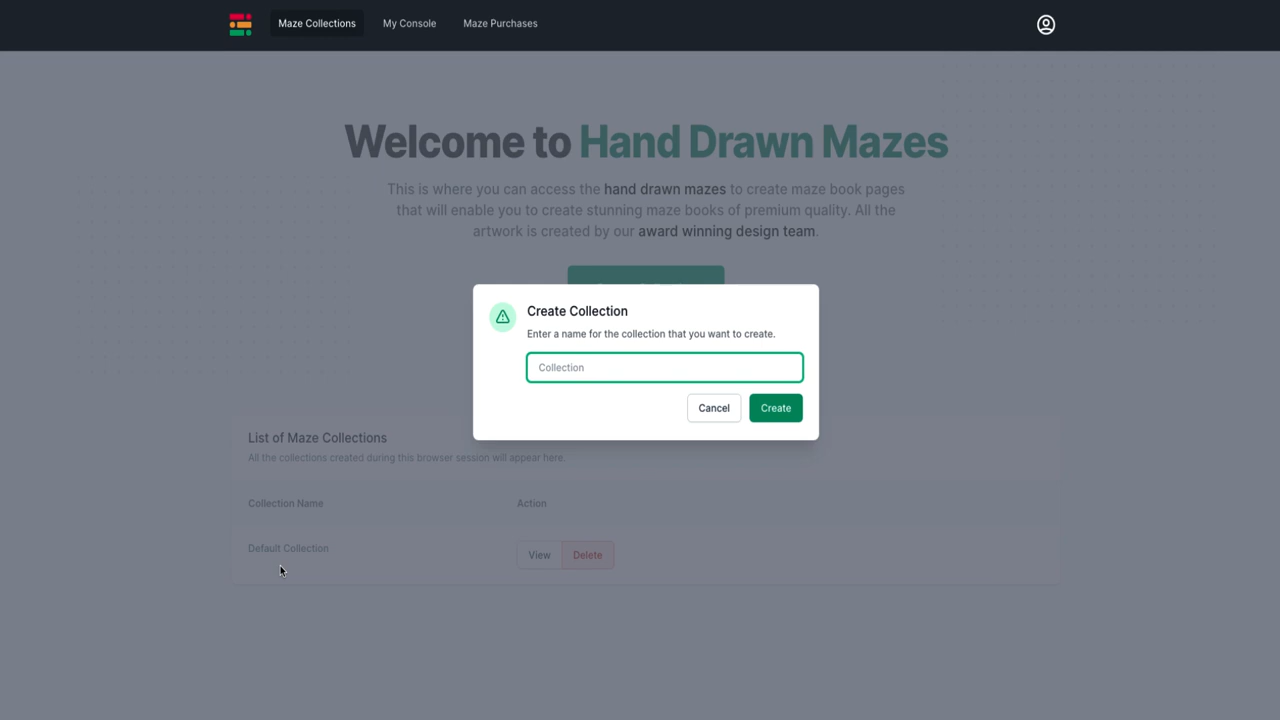 Maze Collections
My Console
Maze Purchases
Welcome to Hand Drawn Mazes
This is where you can access the hand drawn mazes to create maze book pages
that will enable you to create stunning maze books of premium quality. All the
artwork is created by our award winning design team.
Create Collection
Enter a name for the collection that you want to create.
Collection
Cancel
Create
List of Maze Collections
All the collections created during this browser session will appear here.
Collection Name
Action
Default Collection
View
Delete